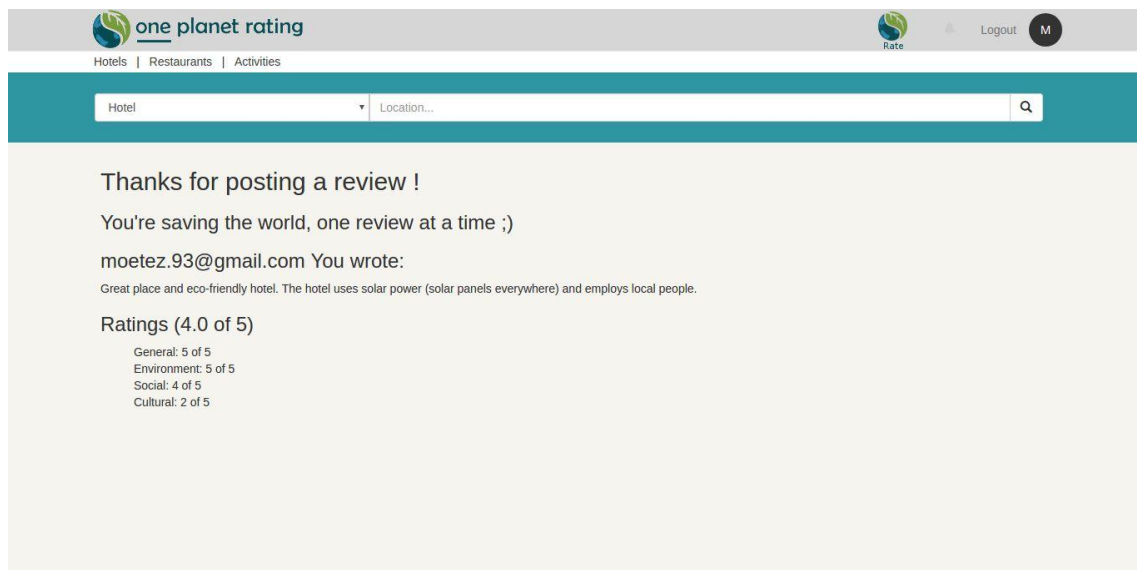 one planet rating
Rate
Logout
M
Hotels | Restaurants | Activities
Hotel
Location...
Thanks for posting a review !
You're saving the world, one review at a time ;)
moetez.93@gmail.com You wrote:
Great place and eco-friendly hotel. The hotel uses solar power (solar panels everywhere) and employs local people.
Ratings (4.0 of 5)
General: 5 of 5
Environment: 5 of 5
Social: 4 of 5
Cultural: 2 of 5